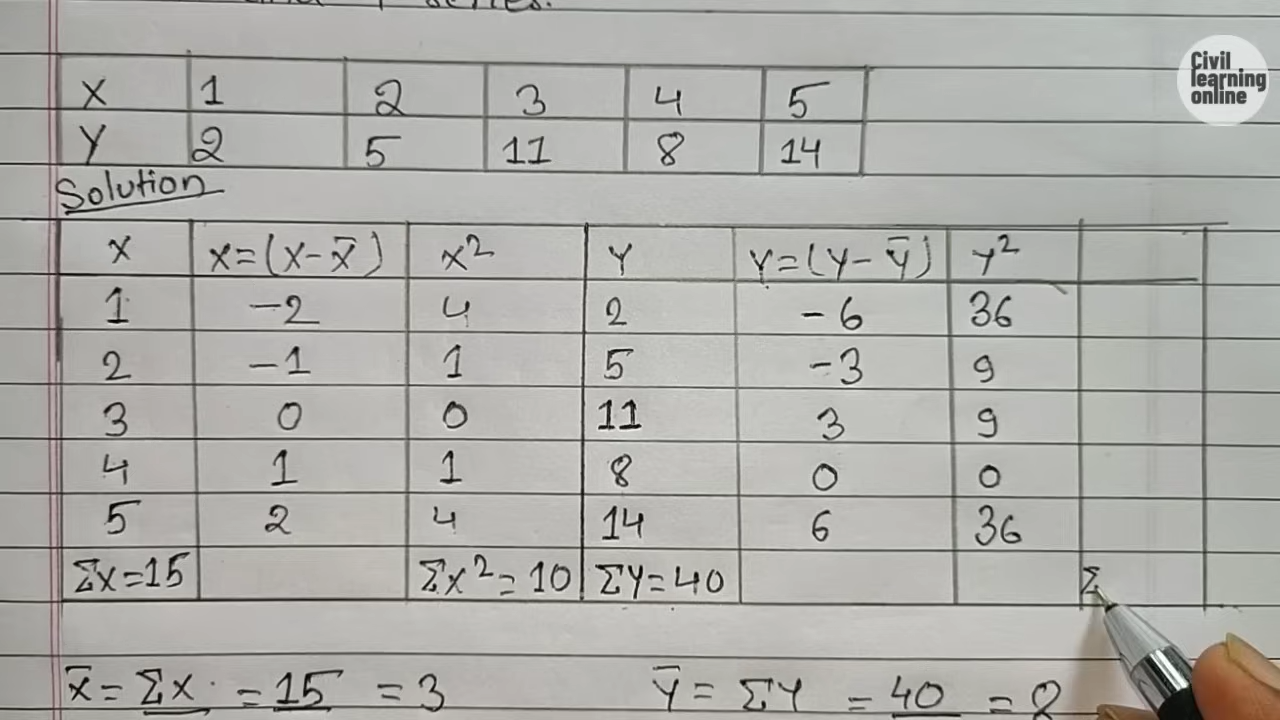 series.
Civil
learning
online
X 1 2 3 4 5
Y 2 5 11 8 14
Solution
X x=(X-X̄) x² Y y=(Y-Ȳ) y²
1 -2 4 2 -6 36
2 -1 1 5 -3 9
3 0 0 11 3 9
4 1 1 8 0 0
5 2 4 14 6 36
ΣX=15 Σx²=10 ΣY=40 Σ
X̄ = ΣX = 15 = 3 Ȳ = ΣY = 40 = 8